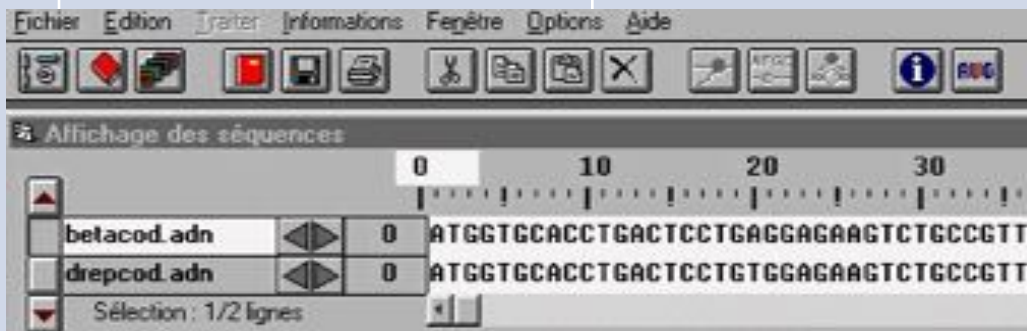 Fichier Edition Traiter Informations Fenêtre Options Aide
AUG
Affichage des séquences
0 10 20 30
betacod.adn 0 ATGGTGCACCTGACTCCTGAGGAGAAGTCTGCCGTT
drepcod.adn 0 ATGGTGCACCTGACTCCTGTGGAGAAGTCTGCCGTT
Sélection : 1/2 lignes